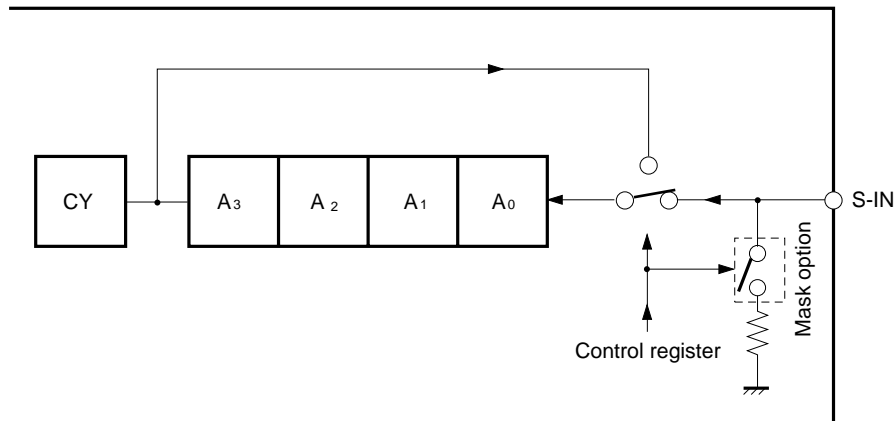 CY
A3
A2
A1
A0
S-IN
Mask option
Control register